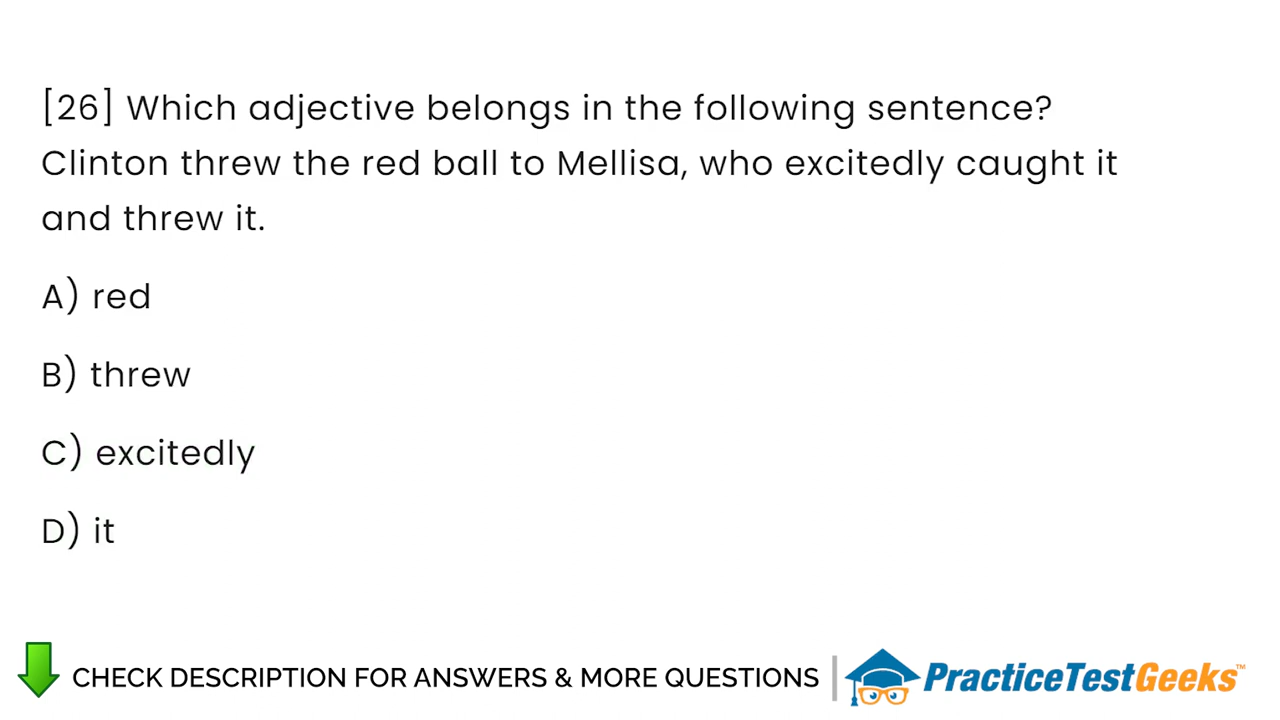 [26] Which adjective belongs in the following sentence?
Clinton threw the red ball to Mellisa, who excitedly caught it
and threw it.
A) red
B) threw
C) excitedly
D) it
CHECK DESCRIPTION FOR ANSWERS & MORE QUESTIONS
PracticeTestGeeks™